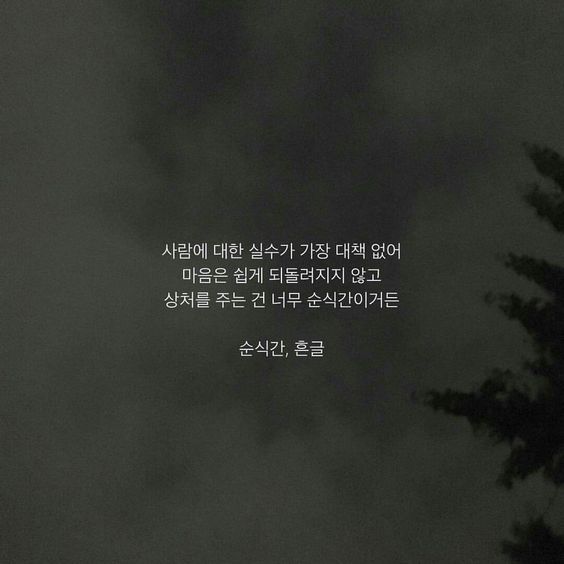 사람에 대한 실수가 가장 대책 없어
마음은 쉽게 되돌려지지 않고
상처를 주는 건 너무 순식간이거든
순식간, 흔글